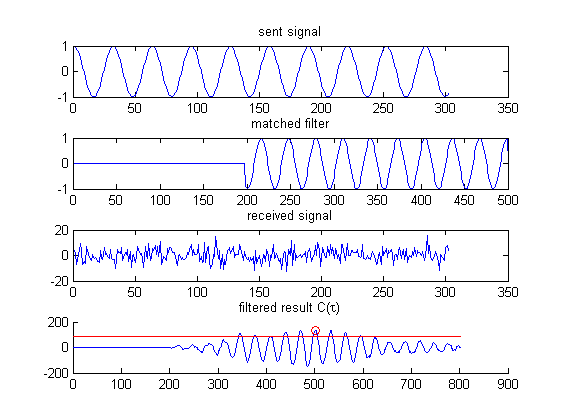 sent signal
1
0
-1
0 50 100 150 200 250 300 350
matched filter
1
0
-1
0 50 100 150 200 250 300 350 400 450 500
received signal
20
0
-20
0 50 100 150 200 250 300 350
filtered result C(τ)
200
0
-200
0 100 200 300 400 500 600 700 800 900